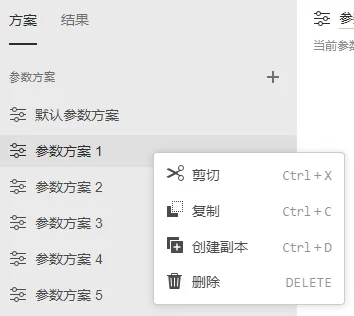 方案 结果
参数方案
默认参数方案
参数方案 1
参数方案 2
参数方案 3
参数方案 4
参数方案 5
剪切 Ctrl+X
复制 Ctrl+C
创建副本 Ctrl+D
删除 DELETE
参
当前参数